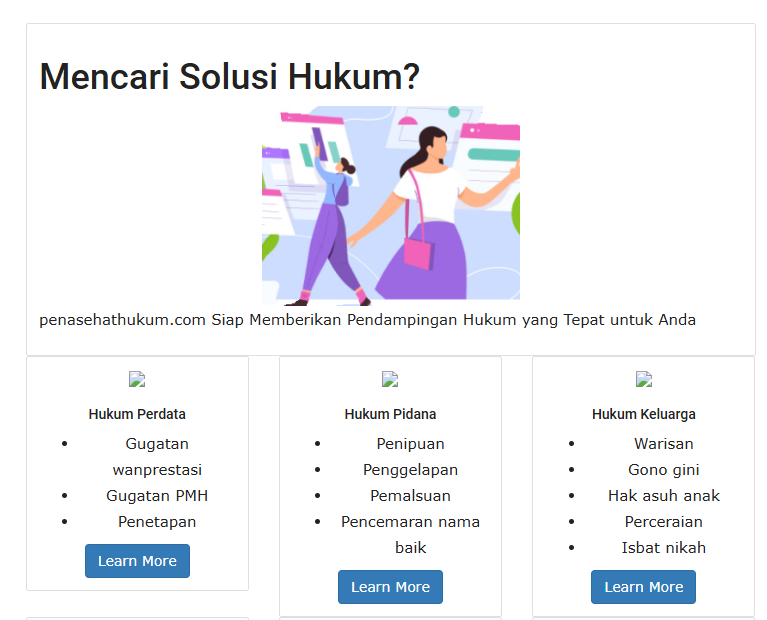 Mencari Solusi Hukum?
penasehathukum.com Siap Memberikan Pendampingan Hukum yang Tepat untuk Anda
Hukum Perdata
Gugatan
wanprestasi
Gugatan PMH
Penetapan
Learn More
Hukum Pidana
Penipuan
Penggelapan
Pemalsuan
Pencemaran nama
baik
Learn More
Hukum Keluarga
Warisan
Gono gini
Hak asuh anak
Perceraian
Isbat nikah
Learn More